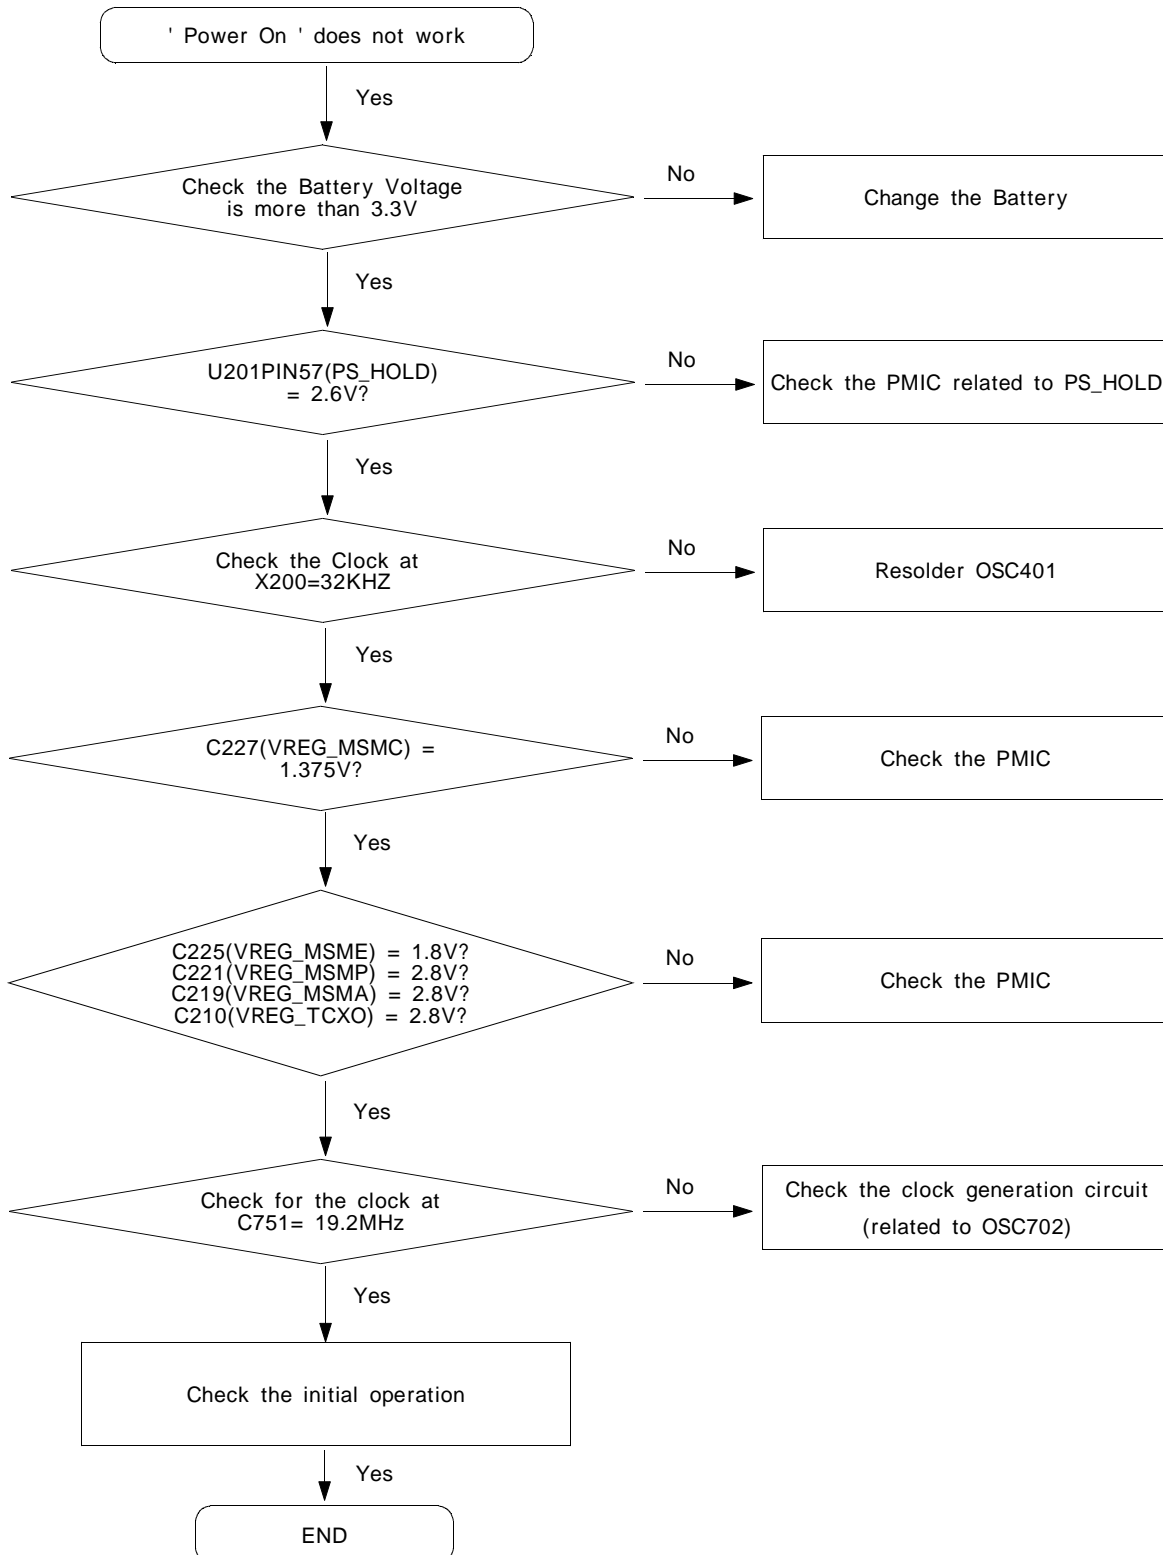 ' Power On ' does not work
Yes
Check the Battery Voltage
is more than 3.3V
No
Change the Battery
Yes
U201PIN57(PS_HOLD)
= 2.6V?
No
Check the PMIC related to PS_HOLD
Yes
Check the Clock at
X200=32KHZ
No
Resolder OSC401
Yes
C227(VREG_MSMC) =
1.375V?
No
Check the PMIC
Yes
C225(VREG_MSME) = 1.8V?
C221(VREG_MSMP) = 2.8V?
C219(VREG_MSMA) = 2.8V?
C210(VREG_TCXO) = 2.8V?
No
Check the PMIC
Yes
Check for the clock at
C751= 19.2MHz
No
Check the clock generation circuit
(related to OSC702)
Yes
Check the initial operation
Yes
END